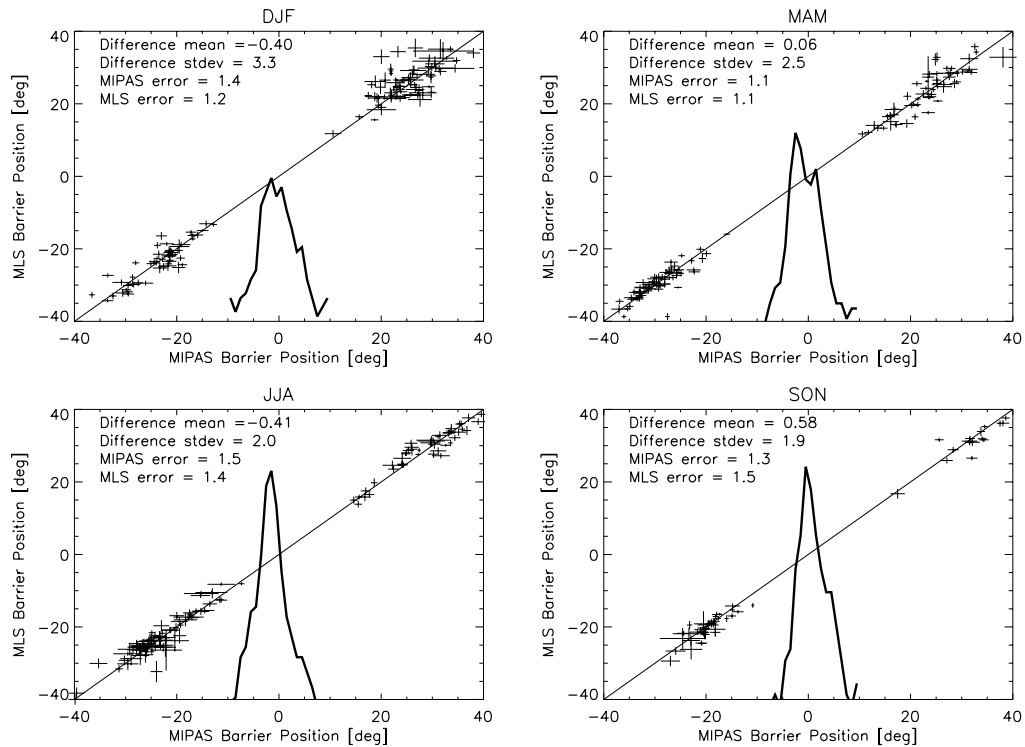 DJF
Difference mean =−0.40
Difference stdev = 3.3
MIPAS error = 1.4
MLS error = 1.2
MLS Barrier Position [deg]
40
20
0
−20
−40
−40 −20 0 20 40
MIPAS Barrier Position [deg]
MAM
Difference mean = 0.06
Difference stdev = 2.5
MIPAS error = 1.1
MLS error = 1.1
MLS Barrier Position [deg]
40
20
0
−20
−40
−40 −20 0 20 40
MIPAS Barrier Position [deg]
JJA
Difference mean =−0.41
Difference stdev = 2.0
MIPAS error = 1.5
MLS error = 1.4
MLS Barrier Position [deg]
40
20
0
−20
−40
−40 −20 0 20 40
MIPAS Barrier Position [deg]
SON
Difference mean = 0.58
Difference stdev = 1.9
MIPAS error = 1.3
MLS error = 1.5
MLS Barrier Position [deg]
40
20
0
−20
−40
−40 −20 0 20 40
MIPAS Barrier Position [deg]